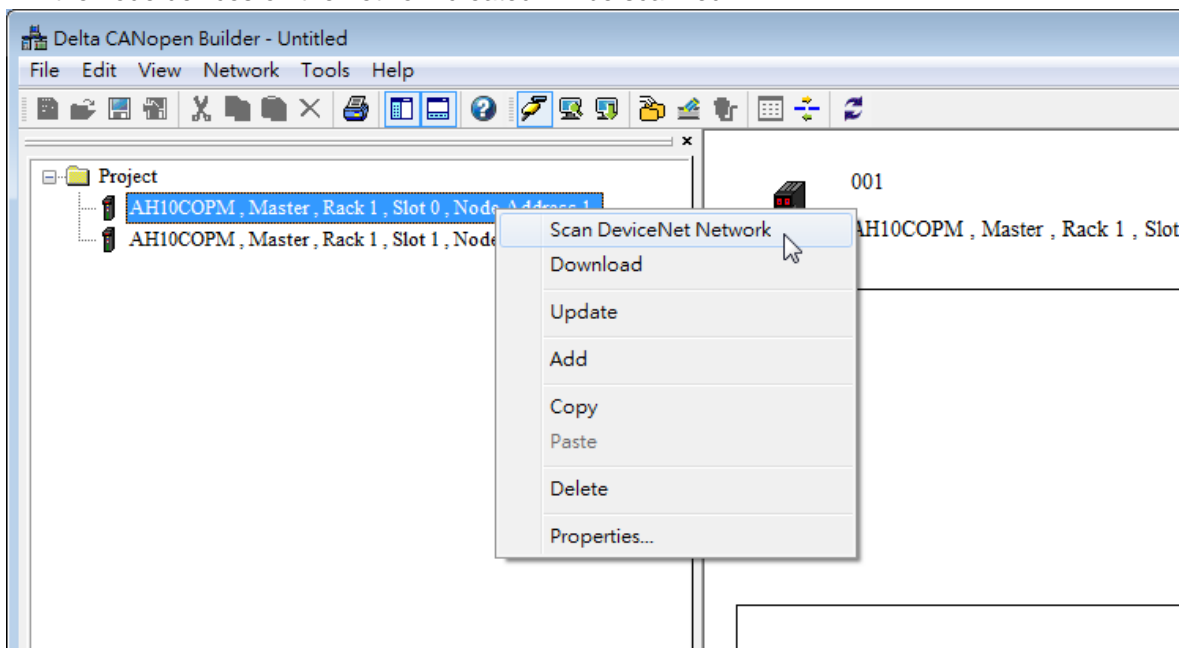 Delta CANopen Builder - Untitled
File Edit View Network Tools Help
Project
AH10COPM , Master , Rack 1 , Slot 0 , Node Address 1
AH10COPM , Master , Rack 1 , Slot 1 , Node
Scan DeviceNet Network
Download
Update
Add
Copy
Paste
Delete
Properties...
001
AH10COPM , Master , Rack 1 , Slot